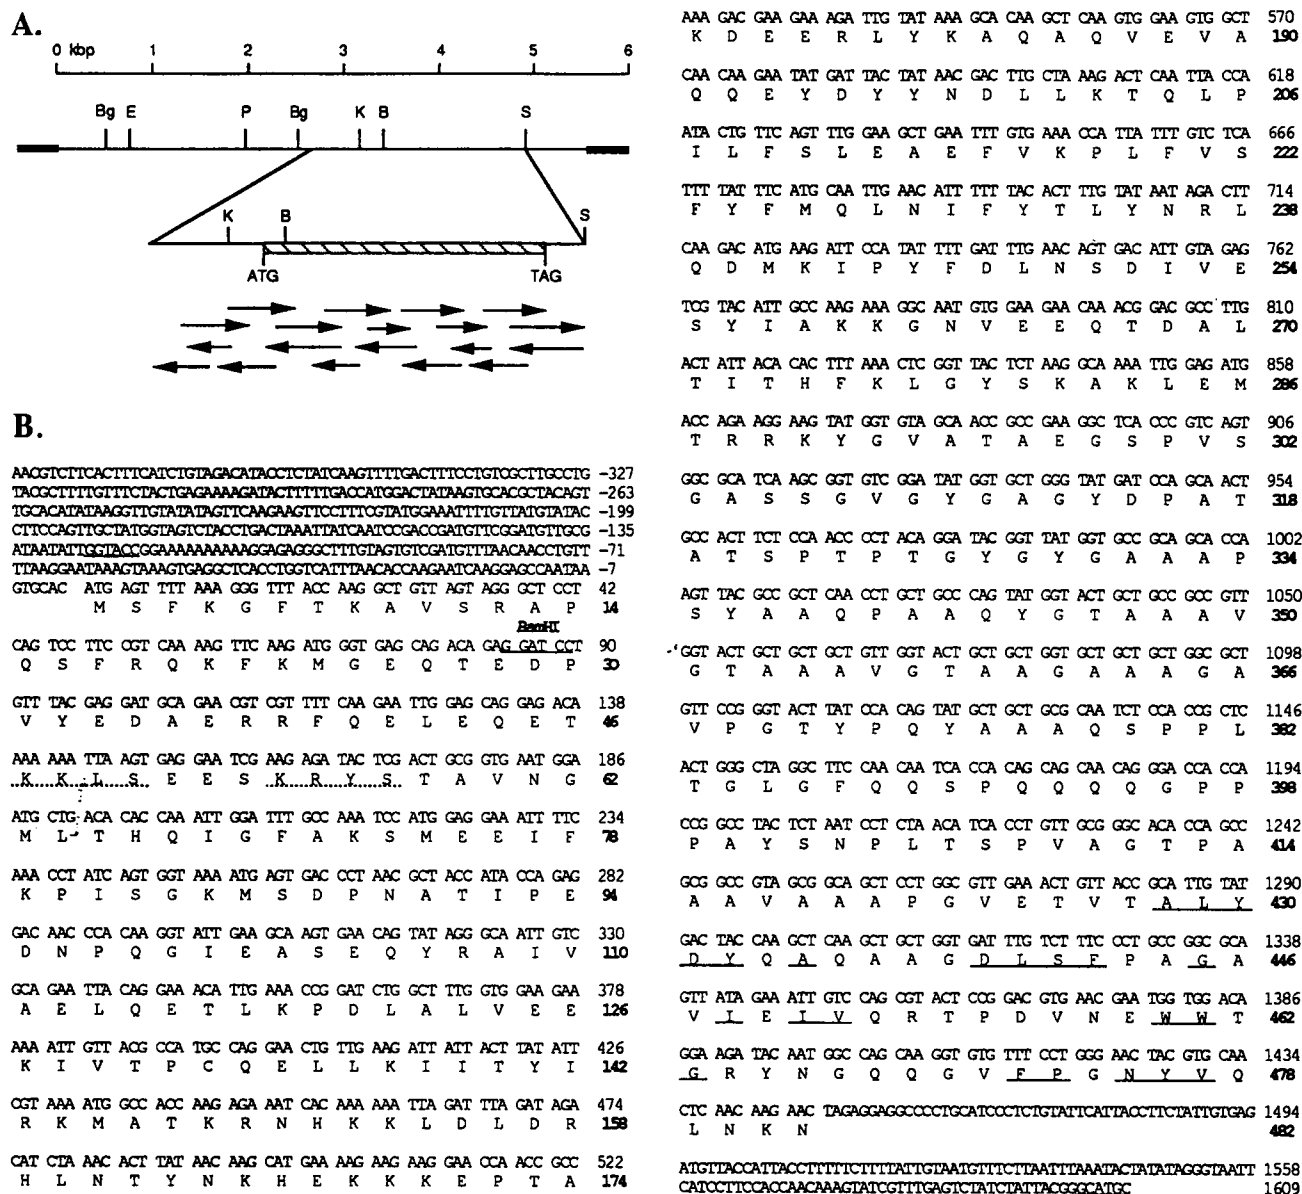 A.
0 kbp 1 2 3 4 5 6
Bg E P Bg K B S
K B S
ATG TAG
B.
AACGTCTTCACTTTCATCTGTAGACATACCTCTATCAAGTTTTGACTTTCCTGTCGCTTGCCTG -327
TACGCTTTTGTTTCTACTGAGAAAAGATACTTTTTGACCATGGACTATAAGTGCACGCTACAGT -263
TGCACATATAAGGTTGTATATAGTTCAAGAAGTTCCTTTCGTATGGAAATTTTGTTATGTATAC -199
CTTCCAGTTGCTATGGTAGTCTACCTGACTAAATTATCAATCCGACCGATGTTCGGATGTTGCG -135
ATAATATTGGTACCGGAAAAAAAAAAGGAGAGGGCTTTGTAGTGTCGATGTTTAACAACCTGTT -71
TTAAGGAATAAAGTAAAGTGAGGCTCACCTGGTCATTTAACACCAAGAATCAAGGAGCCAATAA -7
GTGCAC ATG AGT TTT AAA GGG TTT ACC AAG GCT GTT AGT AGG GCT CCT 42
M S F K G F T K A V S R A P 14
BamHI
CAG TCC TTC CGT CAA AAG TTC AAG ATG GGT GAG CAG ACA GAG GAT CCT 90
Q S F R Q K F K M G E Q T E D P 30
GTT TAC GAG GAT GCA GAA CGT CGT TTT CAA GAA TTG GAG CAG GAG ACA 138
V Y E D A E R R F Q E L E Q E T 46
AAA AAA TTA AGT GAG GAA TCG AAG AGA TAC TCG ACT GCG GTG AAT GGA 186
K K L S E E S K R Y S T A V N G 62
ATG CTG ACA CAC CAA ATT GGA TTT GCC AAA TCC ATG GAG GAA ATT TTC 234
M L T H Q I G F A K S M E E I F 78
AAA CCT ATC AGT GGT AAA ATG AGT GAC CCT AAC GCT ACC ATA CCA GAG 282
K P I S G K M S D P N A T I P E 94
GAC AAC CCA CAA GGT ATT GAA GCA AGT GAA CAG TAT AGG GCA ATT GTC 330
D N P Q G I E A S E Q Y R A I V 110
GCA GAA TTA CAG GAA ACA TTG AAA CCG GAT CTG GCT TTG GTG GAA GAA 378
A E L Q E T L K P D L A L V E E 126
AAA ATT GTT ACG CCA TGC CAG GAA CTG TTG AAG ATT ATT ACT TAT ATT 426
K I V T P C Q E L L K I I T Y I 142
CGT AAA ATG GCC ACC AAG AGA AAT CAC AAA AAA TTA GAT TTA GAT AGA 474
R K M A T K R N H K K L D L D R 158
CAT CTA AAC ACT TAT AAC AAG CAT GAA AAG AAG AAG GAA CCA ACC GCC 522
H L N T Y N K H E K K K E P T A 174
AAA GAC GAA GAA AGA TTG TAT AAA GCA CAA GCT CAA GTG GAA GTG GCT 570
K D E E R L Y K A Q A Q V E V A 190
CAA CAA GAA TAT GAT TAC TAT AAC GAC TTG CTA AAG ACT CAA TTA CCA 618
Q Q E Y D Y Y N D L L K T Q L P 206
ATA CTG TTC AGT TTG GAA GCT GAA TTT GTG AAA CCA TTA TTT GTC TCA 666
I L F S L E A E F V K P L F V S 222
TTT TAT TTC ATG CAA TTG AAC ATT TTT TAC ACT TTG TAT AAT AGA CTT 714
F Y F M Q L N I F Y T L Y N R L 238
CAA GAC ATG AAG ATT CCA TAT TTT GAT TTG AAC AGT GAC ATT GTA GAG 762
Q D M K I P Y F D L N S D I V E 254
TCG TAC ATT GCC AAG AAA GGC AAT GTG GAA GAA CAA ACG GAC GCC TTG 810
S Y I A K K G N V E E Q T D A L 270
ACT ATT ACA CAC TTT AAA CTC GGT TAC TCT AAG GCA AAA TTG GAG ATG 858
T I T H F K L G Y S K A K L E M 286
ACC AGA AGG AAG TAT GGT GTA GCA ACC GCC GAA GGC TCA CCC GTC AGT 906
T R R K Y G V A T A E G S P V S 302
GGC GCA TCA AGC GGT GTC GGA TAT GGT GCT GGG TAT GAT CCA GCA ACT 954
G A S S G V G Y G A G Y D P A T 318
GCC ACT TCT CCA ACC CCT ACA GGA TAC GGT TAT GGT GCC GCA GCA CCA 1002
A T S P T P T G Y G Y G A A A P 334
AGT TAC GCC GCT CAA CCT GCT GCC CAG TAT GGT ACT GCT GCC GCC GTT 1050
S Y A A Q P A A Q Y G T A A A V 350
GGT ACT GCT GCT GCT GTT GGT ACT GCT GCT GGT GCT GCT GCT GGC GCT 1098
G T A A A V G T A A G A A A G A 366
GTT CCG GGT ACT TAT CCA CAG TAT GCT GCT GCG CAA TCT CCA CCG CTC 1146
V P G T Y P Q Y A A A Q S P P L 382
ACT GGG CTA GGC TTC CAA CAA TCA CCA CAG CAG CAA CAG GGA CCA CCA 1194
T G L G F Q Q S P Q Q Q G P P 398
CCG GCC TAC TCT AAT CCT CTA ACA TCA CCT GTT GCG GGC ACA CCA GCC 1242
P A Y S N P L T S P V A G T P A 414
GCG GCC GTA GCG GCA GCT CCT GGC GTT GAA ACT GTT ACC GCA TTG TAT 1290
A A V A A A P G V E T V T A L Y 430
GAC TAC CAA GCT CAA GCT GCT GGT GAT TTG TCT TTC CCT GCC GGC GCA 1338
D Y Q A Q A A G D L S F P A G A 446
GTT ATA GAA ATT GTC CAG CGT ACT CCG GAC GTG AAC GAA TGG TGG ACA 1386
V I E I V Q R T P D V N E W W T 462
GGA AGA TAC AAT GGC CAG CAA GGT GTG TTT CCT GGG AAC TAC GTG CAA 1434
G R Y N G Q Q G V F P G N Y V Q 478
CTC AAC AAG AAC TAGAGGAGGCCCCTGCATCCCTCTGTATTCATTACCTTCTATTGTGAG 1494
L N K N 482
ATGTTACCATTACCTTTTTCTTTTATTGTAATGTTTCTTAATTTAAATACTATATAGGGTAATT 1558
CATCCTTCCACCAACAAAGTATCGTTTGAGTCTATCTATTACGGGCATGC 1609